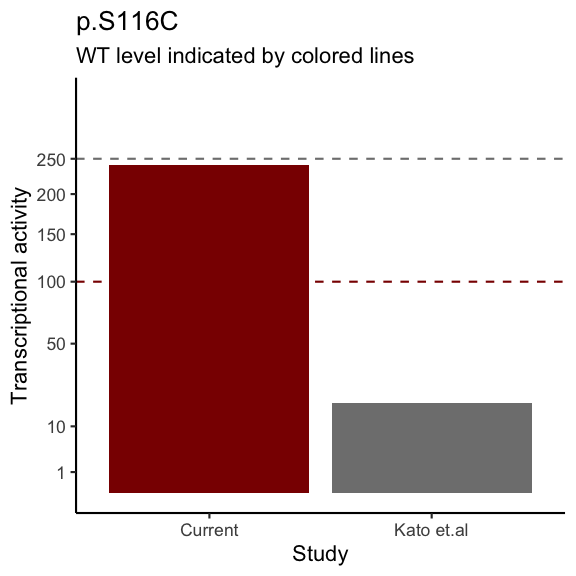 p.S116C
WT level indicated by colored lines
Transcriptional activity
250
200
150
100
50
10
1
Current
Kato et.al
Study